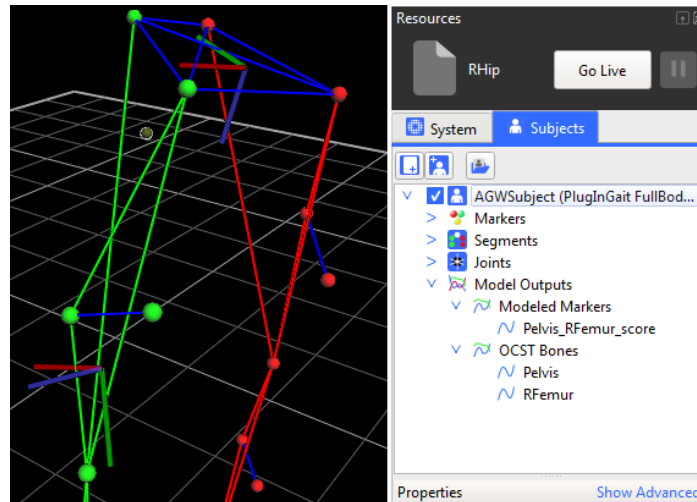 Resources
RHip
Go Live
System
Subjects
AGWSubject (PlugInGait FullBod...
Markers
Segments
Joints
Model Outputs
Modeled Markers
Pelvis_RFemur_score
OCST Bones
Pelvis
RFemur
Properties
Show Advanced